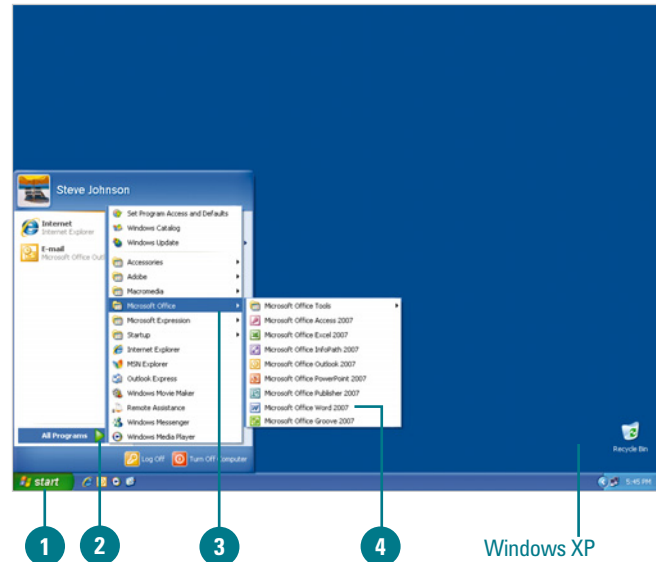 Steve Johnson
Internet
Internet Explorer
E-mail
Microsoft Office Outl
All Programs
Set Program Access and Defaults
Windows Catalog
Windows Update
Accessories
Adobe
Macromedia
Microsoft Office
Microsoft Expression
Startup
Internet Explorer
MSN Explorer
Outlook Express
Windows Movie Maker
Remote Assistance
Windows Messenger
Windows Media Player
Microsoft Office Tools
Microsoft Office Access 2007
Microsoft Office Excel 2007
Microsoft Office InfoPath 2007
Microsoft Office Outlook 2007
Microsoft Office PowerPoint 2007
Microsoft Office Publisher 2007
Microsoft Office Word 2007
Microsoft Office Groove 2007
Log Off Turn Off Computer
Recycle Bin
start
5:45 PM
1 2 3 4 Windows XP